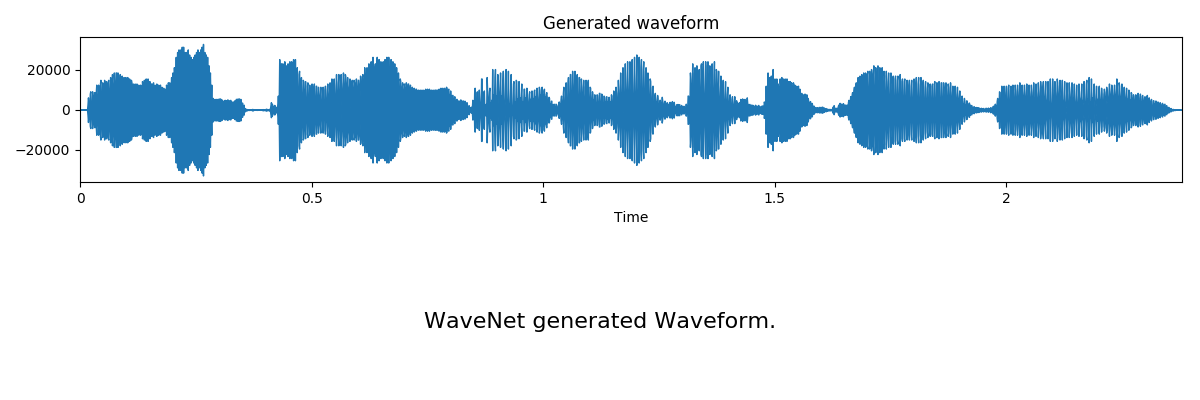 Generated waveform
20000
0
−20000
0 0.5 1 1.5 2
Time
WaveNet generated Waveform.